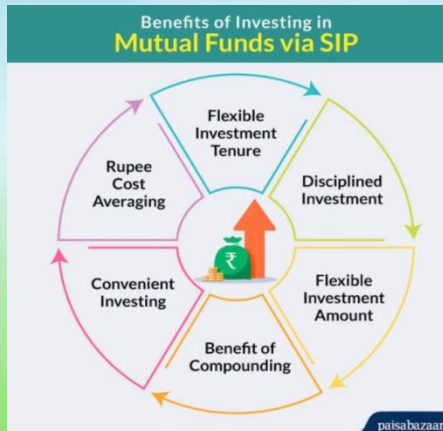 Benefits of Investing in
Mutual Funds via SIP
Flexible
Investment
Tenure
Disciplined
Investment
Flexible
Investment
Amount
Benefit of
Compounding
Convenient
Investing
Rupee
Cost
Averaging
₹
paisabazaar